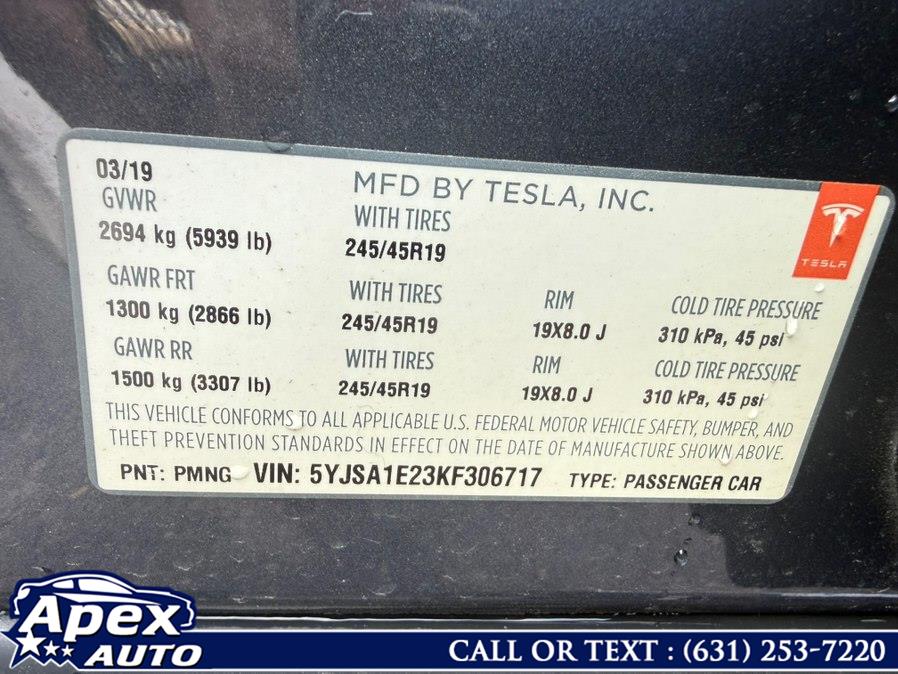 03/19
MFD BY TESLA, INC.
GVWR WITH TIRES
2694 kg (5939 lb) 245/45R19
TESLA
GAWR FRT WITH TIRES RIM COLD TIRE PRESSURE
1300 kg (2866 lb) 245/45R19 19X8.0 J 310 kPa, 45 psi
GAWR RR WITH TIRES RIM COLD TIRE PRESSURE
1500 kg (3307 lb) 245/45R19 19X8.0 J 310 kPa, 45 psi
THIS VEHICLE CONFORMS TO ALL APPLICABLE U.S. FEDERAL MOTOR VEHICLE SAFETY, BUMPER, AND
THEFT PREVENTION STANDARDS IN EFFECT ON THE DATE OF MANUFACTURE SHOWN ABOVE.
PNT: PMNG VIN: 5YJSA1E23KF306717 TYPE: PASSENGER CAR
APEX
AUTO
CALL OR TEXT : (631) 253-7220